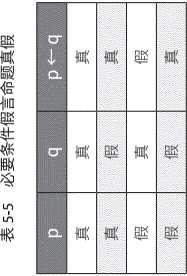 表 5-5 必要条件假言命题真假
p q p←q
真 真 真
真 假 真
假 真 假
假 假 真